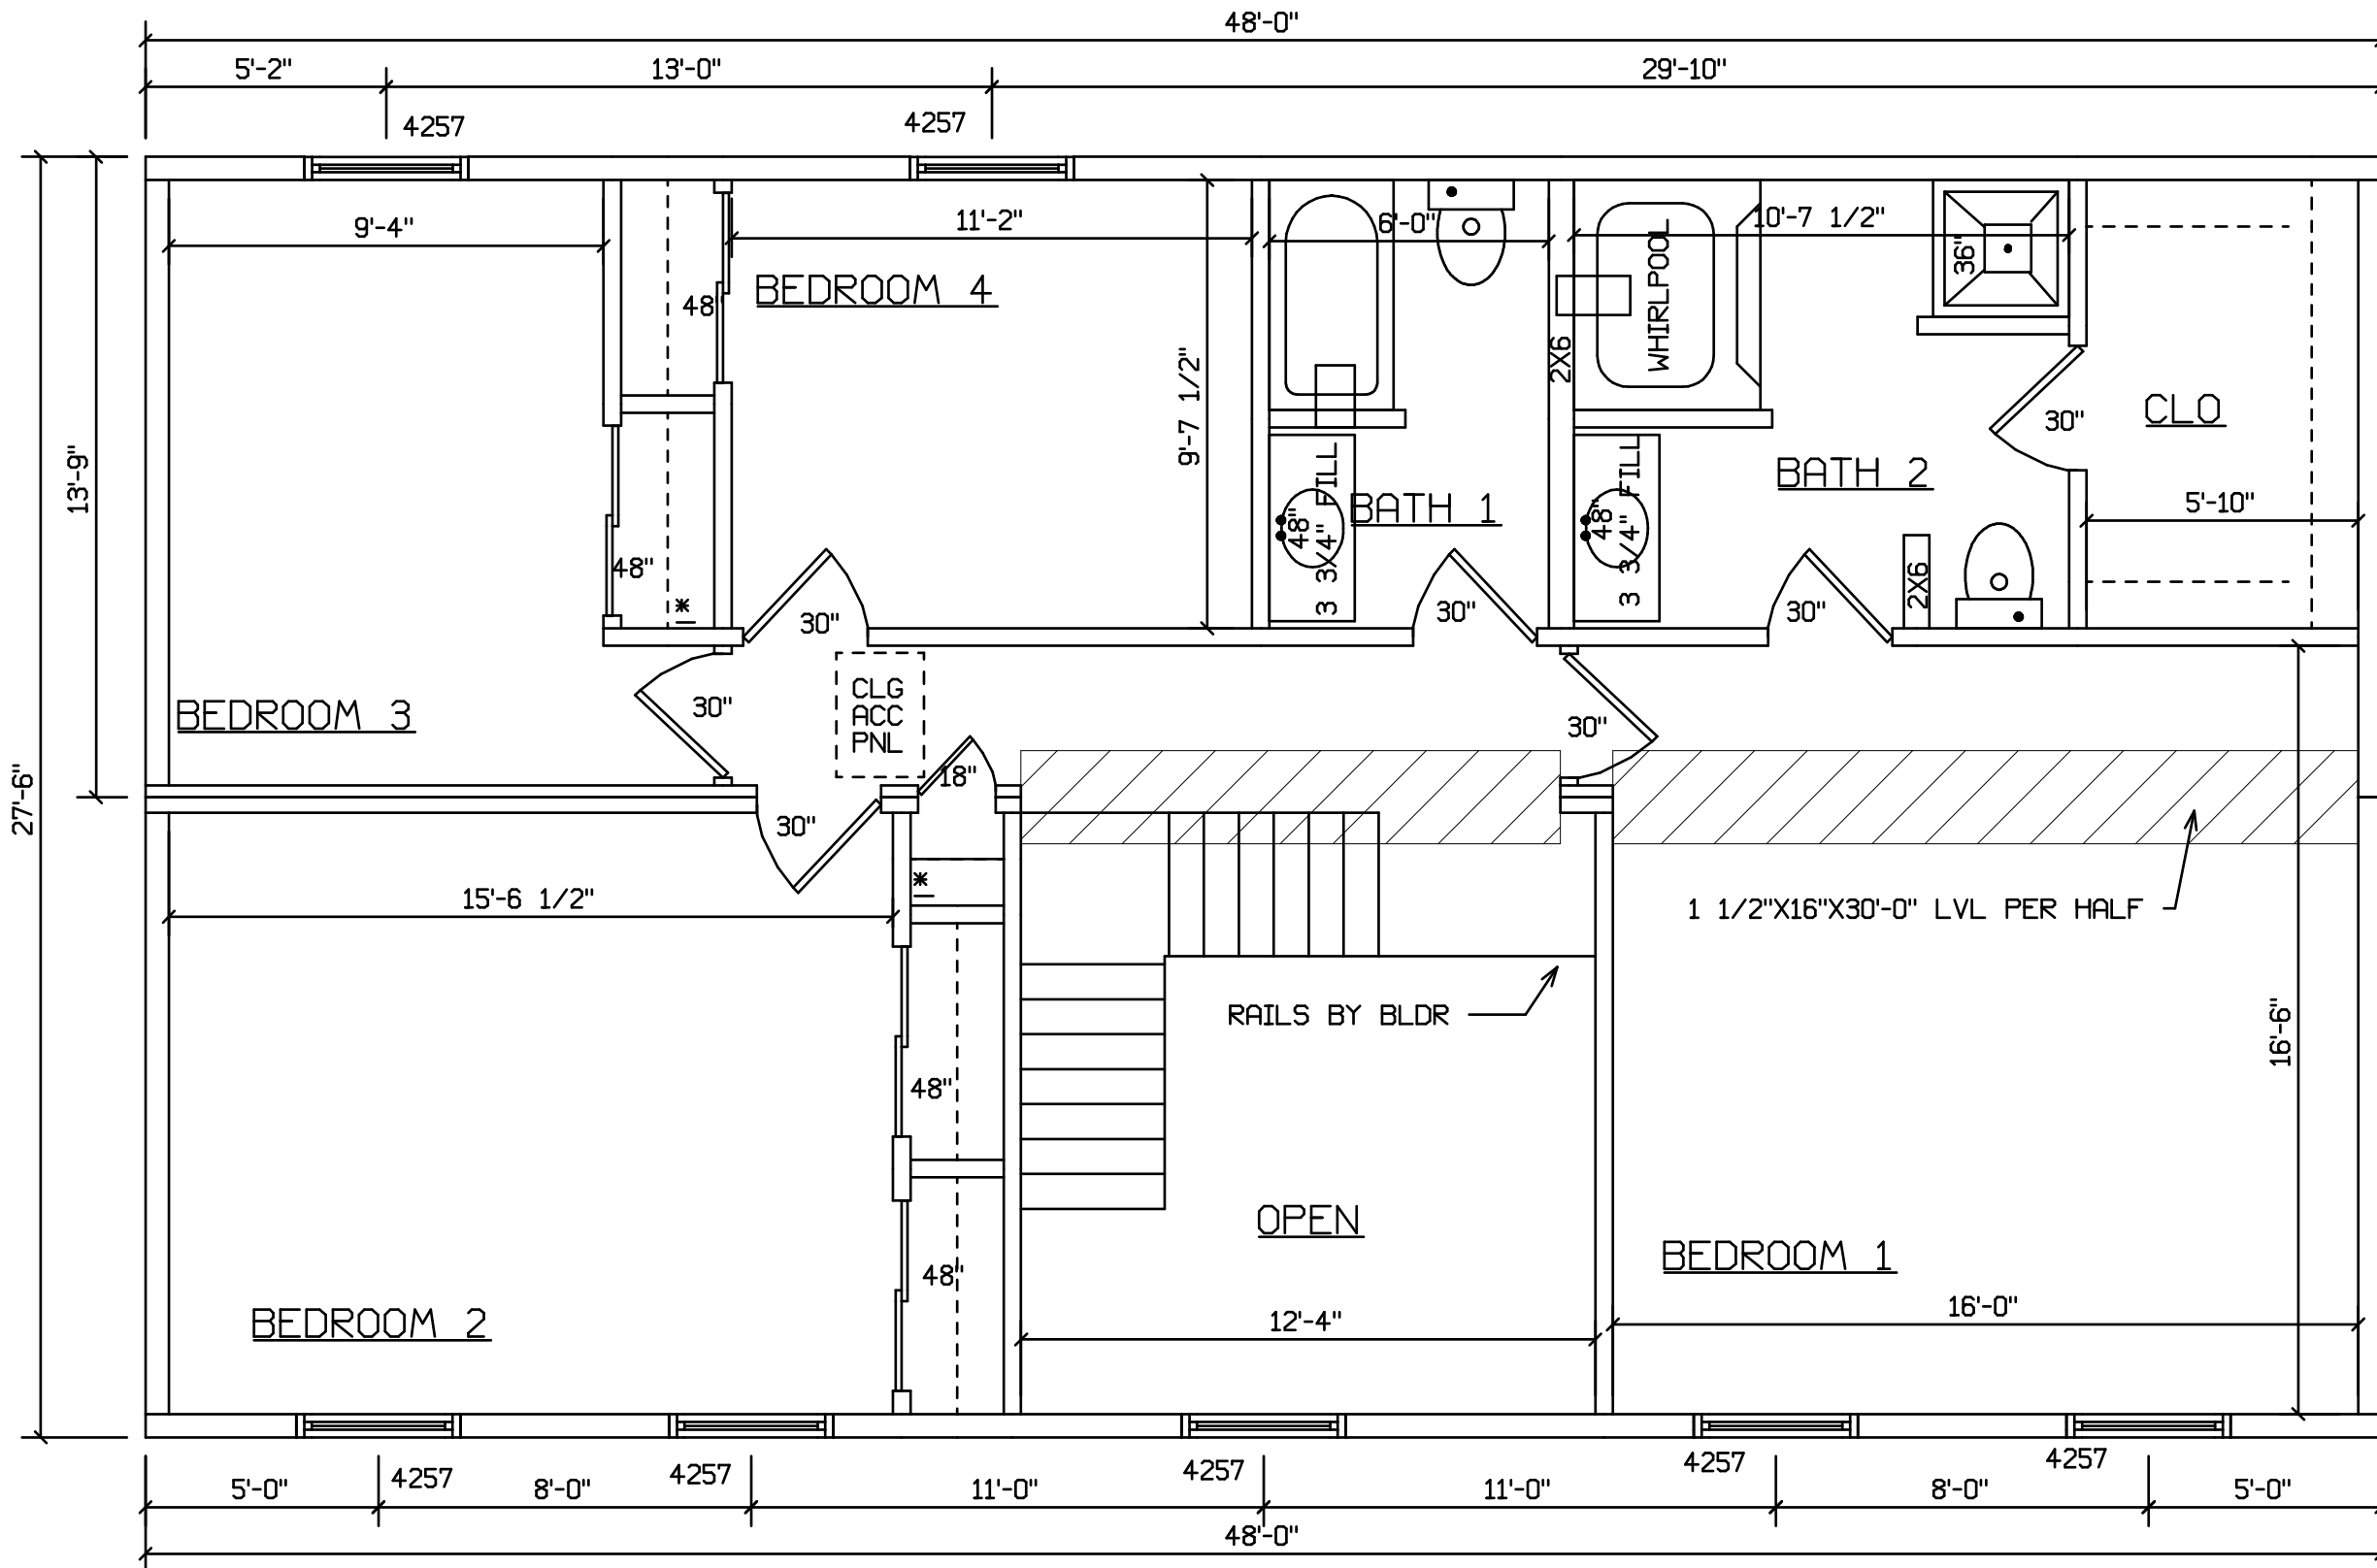 48'-0"
5'-2"
13'-0"
29'-10"
4257
4257
9'-4"
11'-2"
6'-0"
10'-7 1/2"
36"
WHIRLPOOL
BEDROOM 4
48"
2X6
9'-7 1/2"
CLO
30"
13'-9"
BATH 2
BATH 1
48"
3 3X4" FILL
48"
3 3/4" FILL
5'-10"
48"
*
30"
30"
30"
2X6
CLG
ACC
PNL
BEDROOM 3
30"
30"
18"
30"
27'-6"
*
15'-6 1/2"
1 1/2"X16"X30'-0" LVL PER HALF
RAILS BY BLDR
16'-6"
48"
OPEN
BEDROOM 1
48"
16'-0"
BEDROOM 2
12'-4"
4257
4257
4257
4257
4257
5'-0"
8'-0"
11'-0"
11'-0"
8'-0"
5'-0"
48'-0"